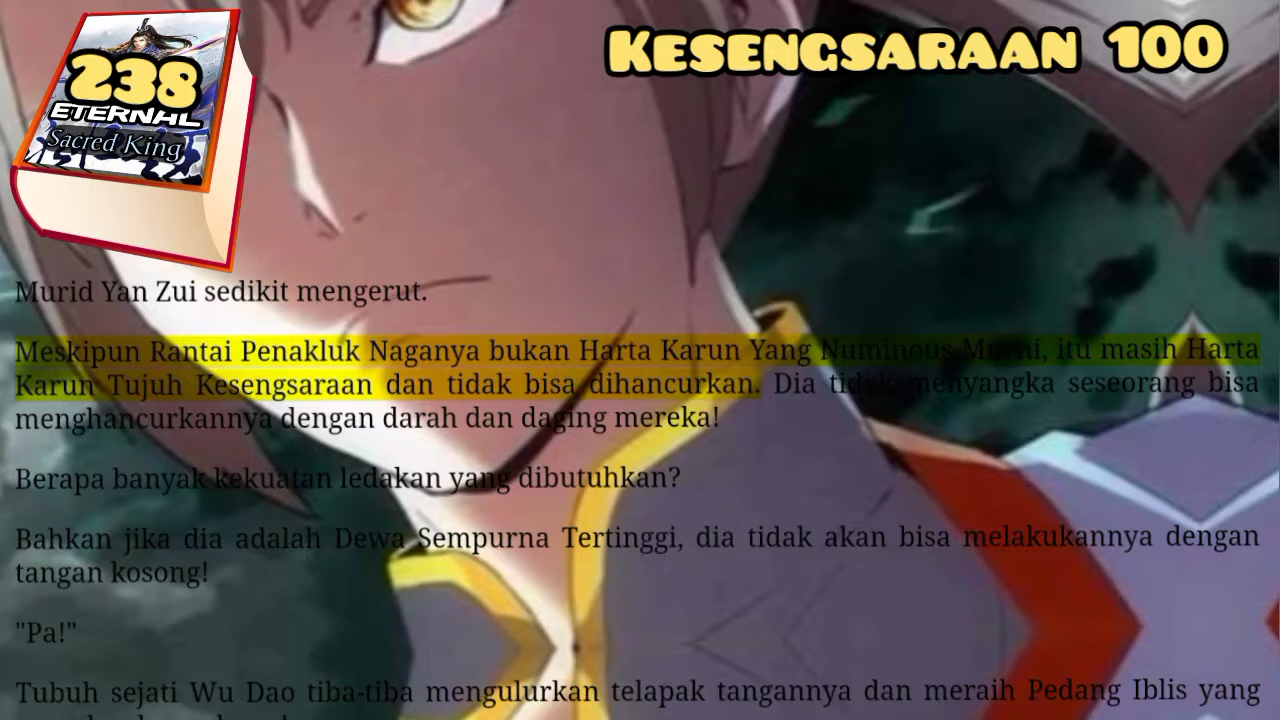 238
ETERNAL
Sacred King
KESENGSARAAN 100
Murid Yan Zui sedikit mengerut.
Meskipun Rantai Penakluk Naganya bukan Harta Karun Yang Numinous Murni, itu masih Harta
Karun Tujuh Kesengsaraan dan tidak bisa dihancurkan. Dia tidak menyangka seseorang bisa
menghancurkannya dengan darah dan daging mereka!
Berapa banyak kekuatan ledakan yang dibutuhkan?
Bahkan jika dia adalah Dewa Sempurna Tertinggi, dia tidak akan bisa melakukannya dengan
tangan kosong!
"Pa!"
Tubuh sejati Wu Dao tiba-tiba mengulurkan telapak tangannya dan meraih Pedang Iblis yang